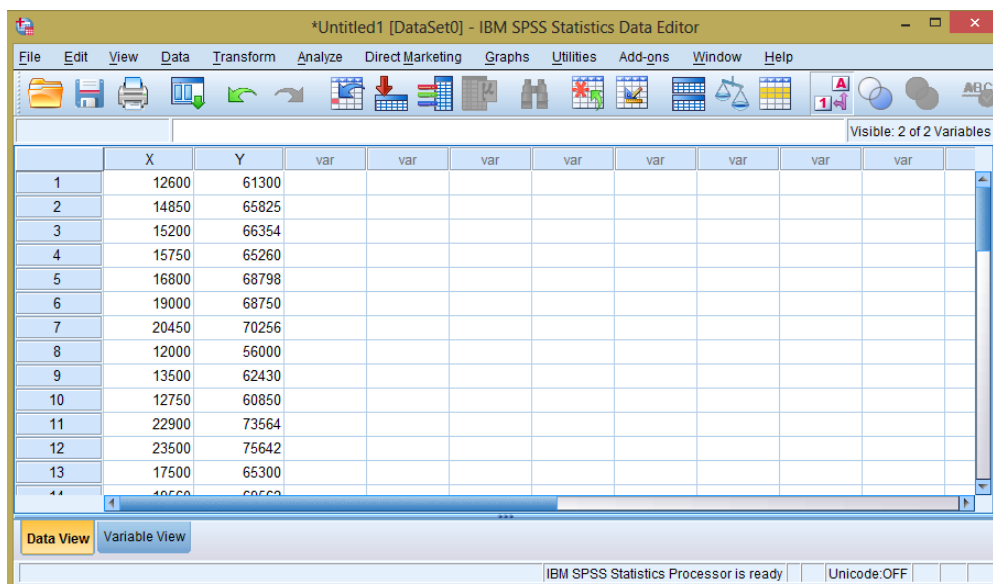 *Untitled1 [DataSet0] - IBM SPSS Statistics Data Editor
File Edit View Data Transform Analyze Direct Marketing Graphs Utilities Add-ons Window Help
A
1
ABC
Visible: 2 of 2 Variables
X Y var var var var var var var var
1 12600 61300
2 14850 65825
3 15200 66354
4 15750 65260
5 16800 68798
6 19000 68750
7 20450 70256
8 12000 56000
9 13500 62430
10 12750 60850
11 22900 73564
12 23500 75642
13 17500 65300
14
Data View Variable View
IBM SPSS Statistics Processor is ready Unicode:OFF